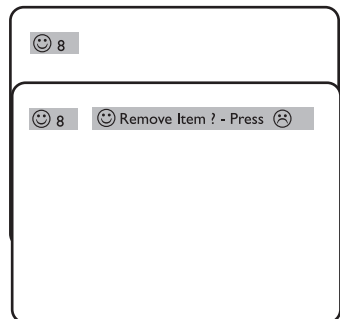 ☺ 8
☺ 8 ☺ Remove Item ? - Press ☹